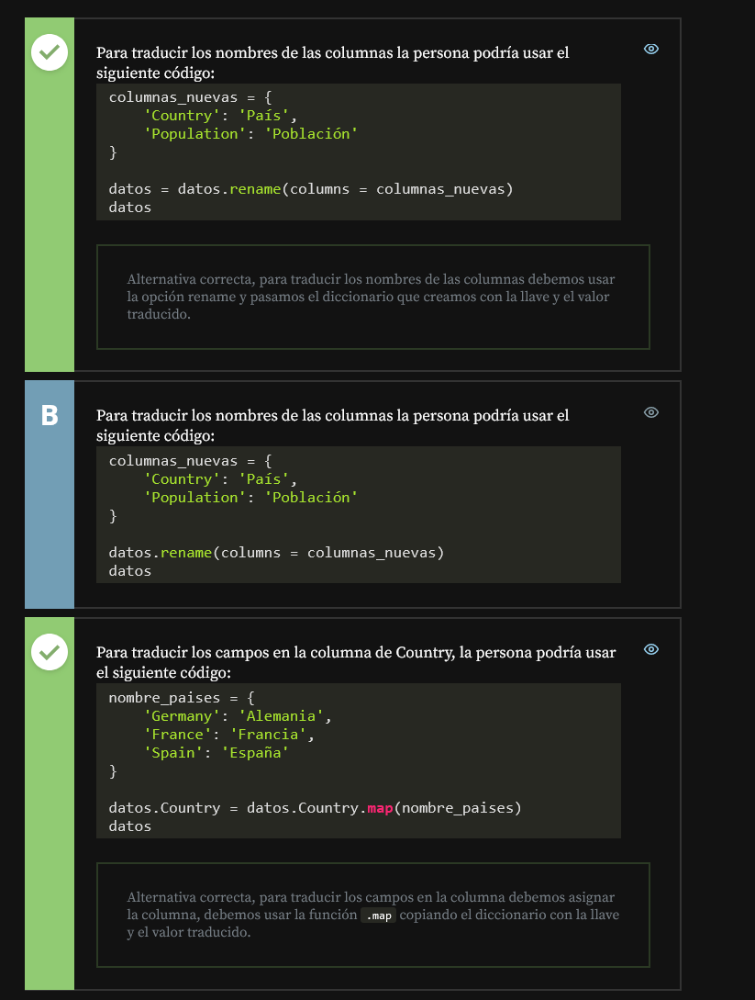 Para traducir los nombres de las columnas la persona podría usar el
siguiente código:
columnas_nuevas = {
    'Country': 'País',
    'Population': 'Población'
}
datos = datos.rename(columns = columnas_nuevas)
datos
Alternativa correcta, para traducir los nombres de las columnas debemos usar
la opción rename y pasamos el diccionario que creamos con la llave y el valor
traducido.
B
Para traducir los nombres de las columnas la persona podría usar el
siguiente código:
columnas_nuevas = {
    'Country': 'País',
    'Population': 'Población'
}
datos.rename(columns = columnas_nuevas)
datos
Para traducir los campos en la columna de Country, la persona podría usar
el siguiente código:
nombre_paises = {
    'Germany': 'Alemania',
    'France': 'Francia',
    'Spain': 'España'
}
datos.Country = datos.Country.map(nombre_paises)
datos
Alternativa correcta, para traducir los campos en la columna debemos asignar
la columna, debemos usar la función .map copiando el diccionario con la llave
y el valor traducido.